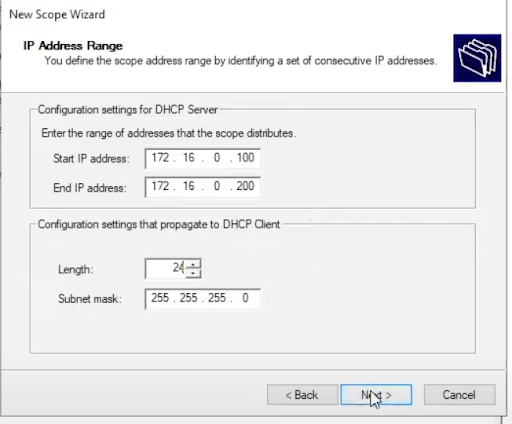 New Scope Wizard
IP Address Range
You define the scope address range by identifying a set of consecutive IP addresses.
Configuration settings for DHCP Server
Enter the range of addresses that the scope distributes.
Start IP address: 172 . 16 . 0 . 100
End IP address: 172 . 16 . 0 . 200
Configuration settings that propagate to DHCP Client
Length: 24
Subnet mask: 255 . 255 . 255 . 0
< Back Next > Cancel